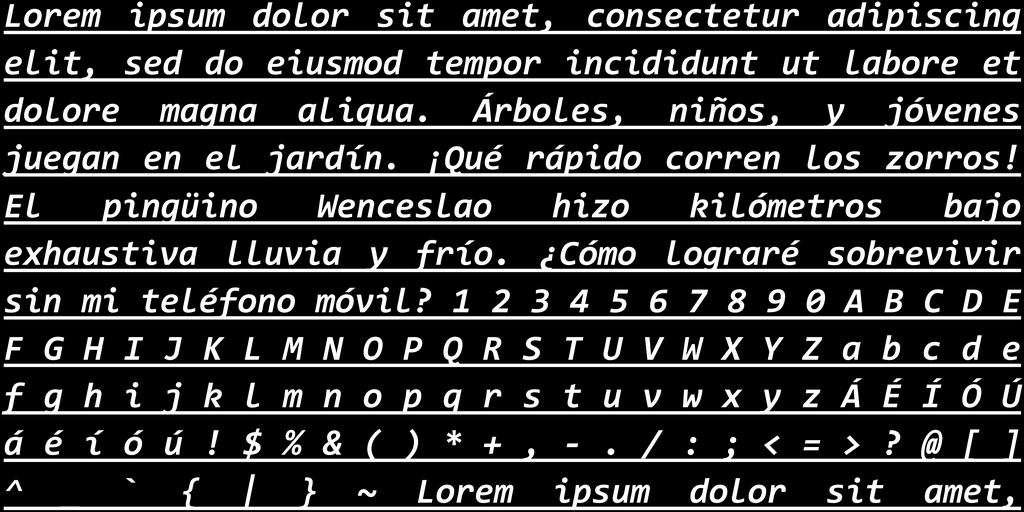 Lorem ipsum dolor sit amet, consectetur adipiscing
elit, sed do eiusmod tempor incididunt ut labore et
dolore magna aliqua. Árboles, niños, y jóvenes
juegan en el jardín. ¡Qué rápido corren los zorros!
El pingüino Wenceslao hizo kilómetros bajo
exhaustiva lluvia y frío. ¿Cómo lograré sobrevivir
sin mi teléfono móvil? 1 2 3 4 5 6 7 8 9 0 A B C D E
F G H I J K L M N O P Q R S T U V W X Y Z a b c d e
f g h i j k l m n o p q r s t u v w x y z Á É Í Ó Ú
á é í ó ú ! $ % & ( ) * + , - . / : ; < = > ? @ [ ]
^ _ ` { | } ~ Lorem ipsum dolor sit amet,